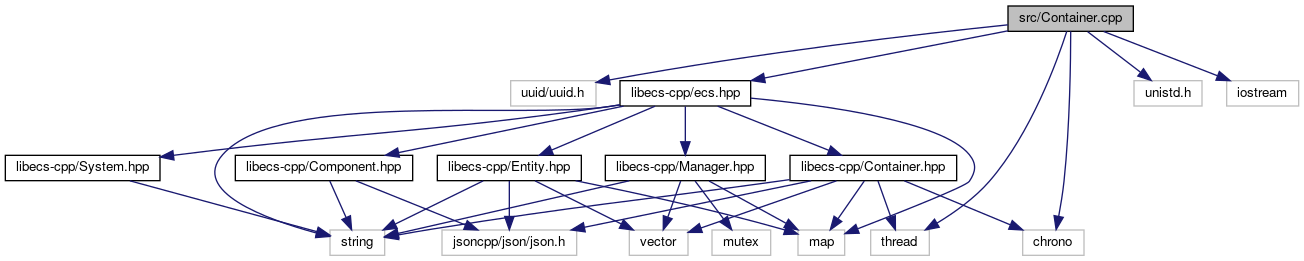 src/Container.cpp
uuid/uuid.h
libecs-cpp/ecs.hpp
unistd.h
iostream
libecs-cpp/System.hpp
libecs-cpp/Component.hpp
libecs-cpp/Entity.hpp
libecs-cpp/Manager.hpp
libecs-cpp/Container.hpp
string
jsoncpp/json/json.h
vector
mutex
map
thread
chrono